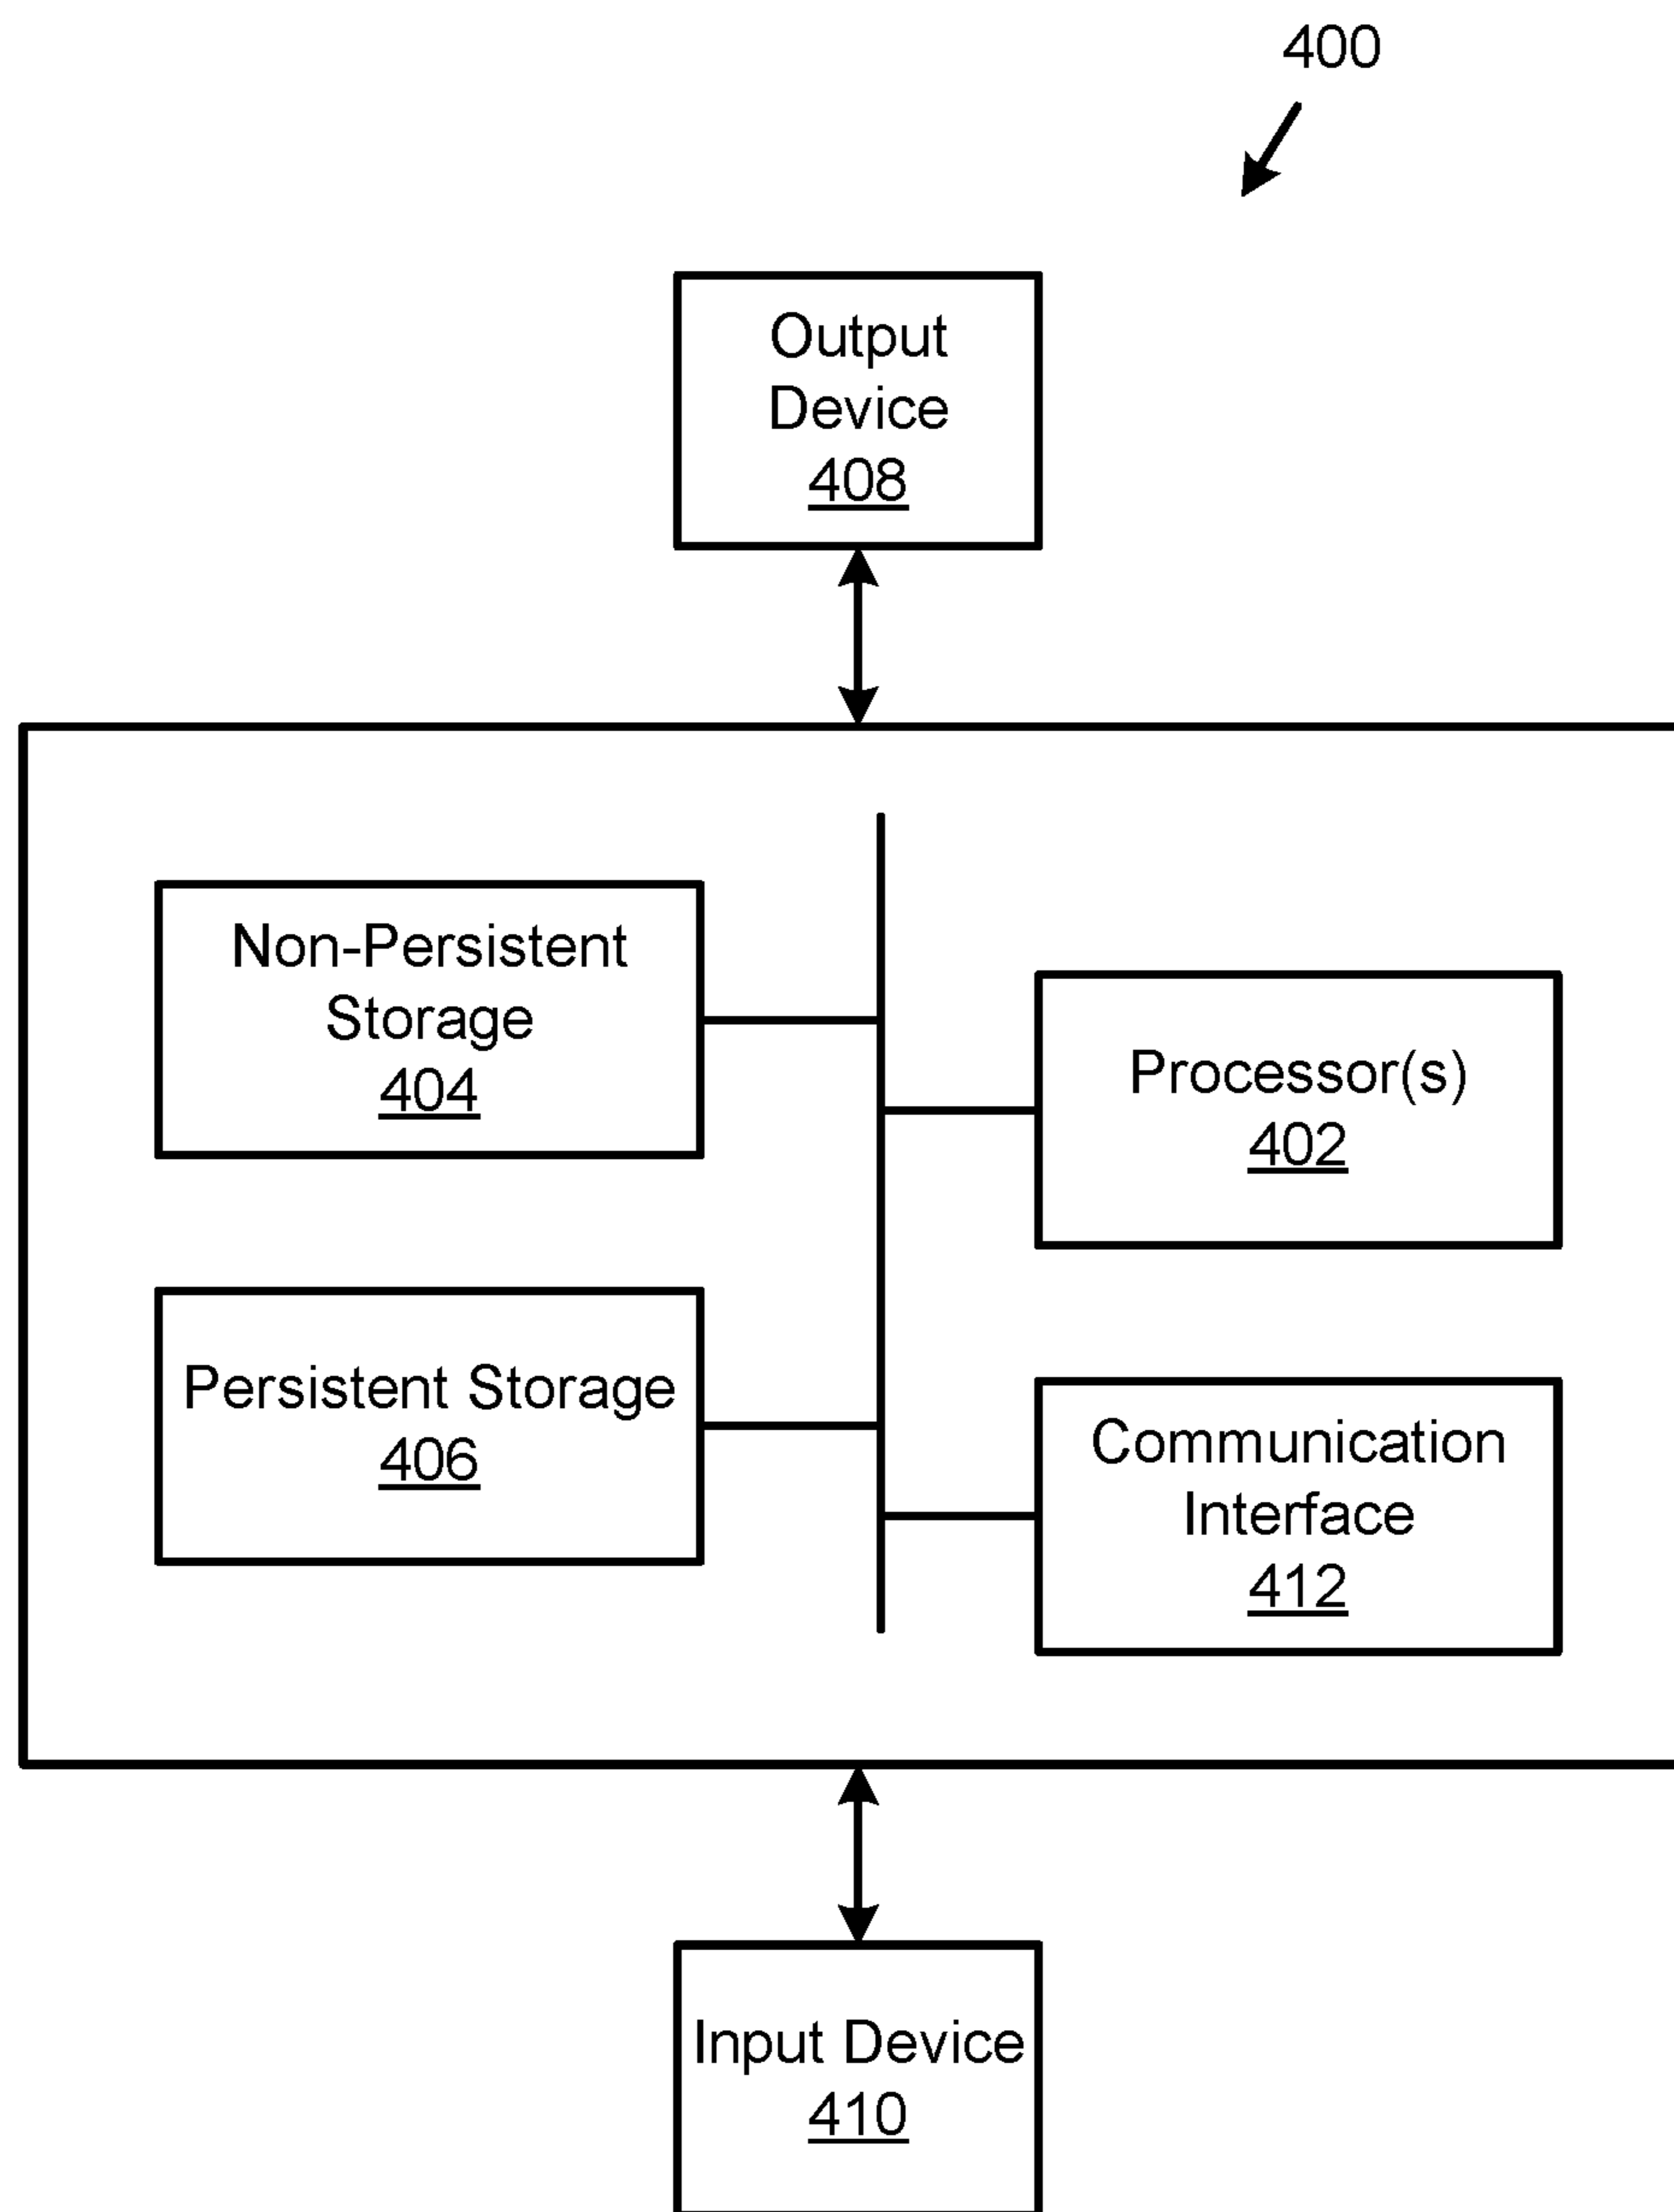 400
Output
Device
408
Non-Persistent
Storage
404
Processor(s)
402
Persistent Storage
406
Communication
Interface
412
Input Device
410